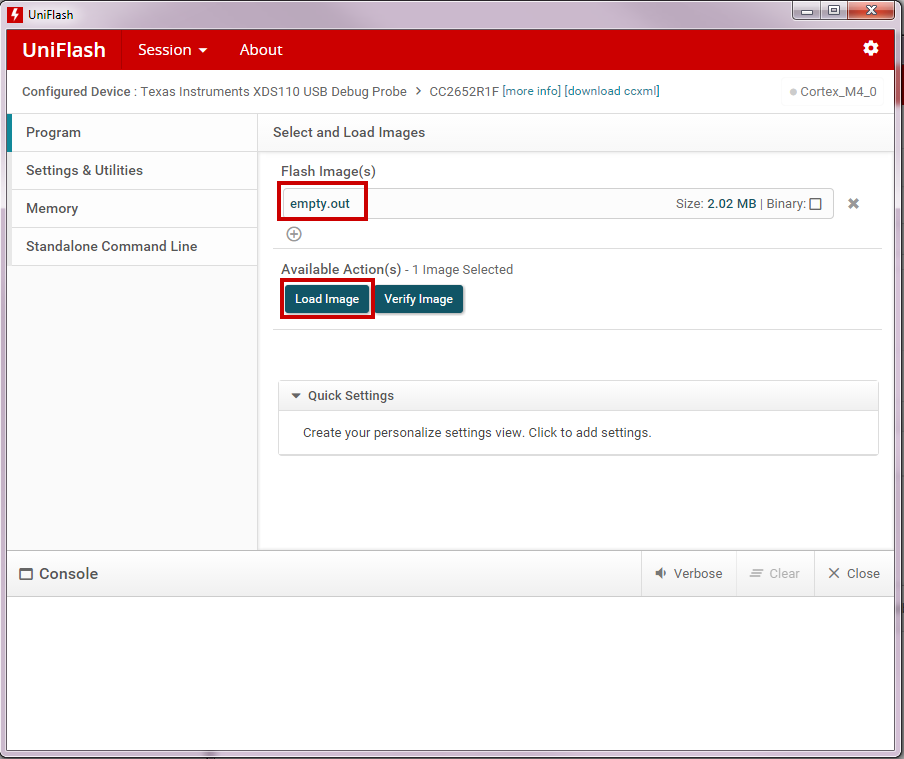 UniFlash
UniFlash Session About
Configured Device : Texas Instruments XDS110 USB Debug Probe > CC2652R1F [more info] [download ccxml] Cortex_M4_0
Program
Settings & Utilities
Memory
Standalone Command Line
Select and Load Images
Flash Image(s)
empty.out Size: 2.02 MB | Binary:
Available Action(s) - 1 Image Selected
Load Image Verify Image
Quick Settings
Create your personalize settings view. Click to add settings.
Console Verbose Clear Close